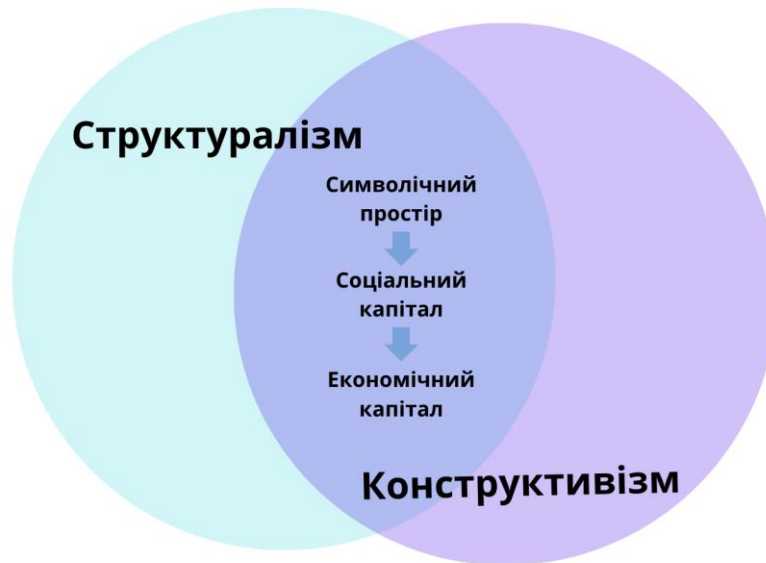 Структуралізм
Символічний
простір
Соціальний
капітал
Економічний
капітал
Конструктивізм